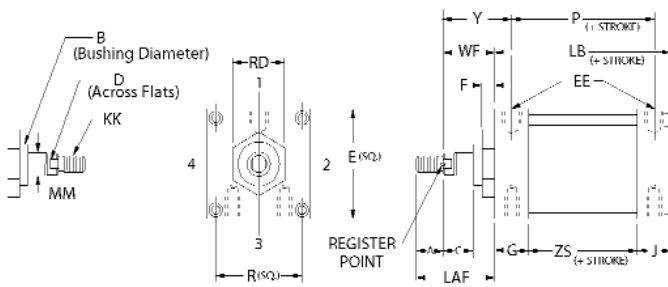 B
(Bushing Diameter)
D
(Across Flats)
KK
MM
RD
1
4
2
3
E (SQ.)
R (SQ.)
Y
P
(+ STROKE)
WF
LB
(+ STROKE)
F
EE
REGISTER
POINT
A
C
G
ZS
(+ STROKE)
J
LAF